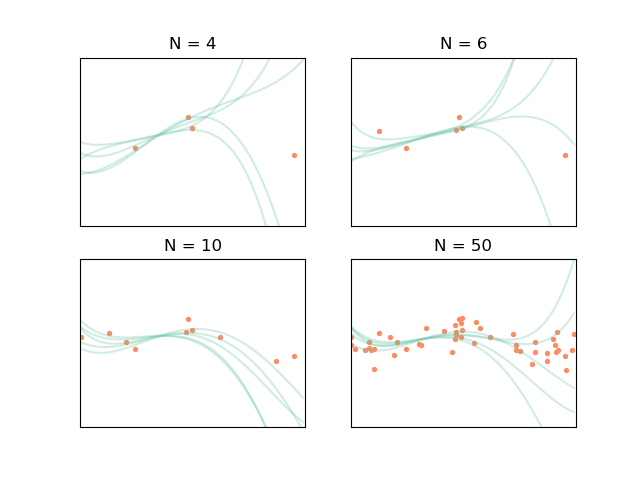 N = 4
N = 6
N = 10
N = 50